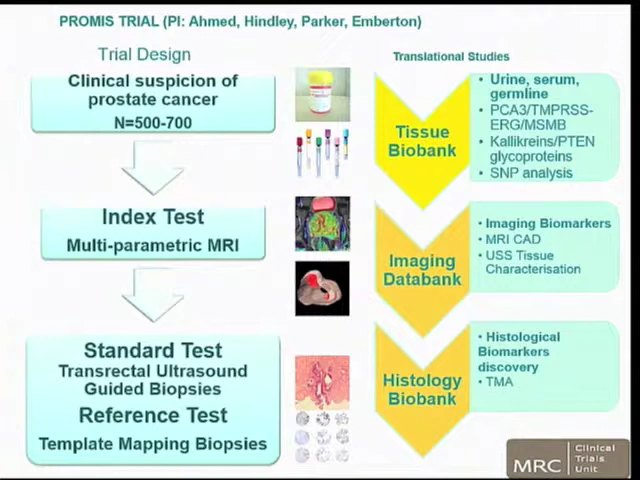 PROMIS TRIAL (PI: Ahmed, Hindley, Parker, Emberton)
Trial Design
Clinical suspicion of
prostate cancer
N=500-700
Index Test
Multi-parametric MRI
Standard Test
Transrectal Ultrasound
Guided Biopsies
Reference Test
Template Mapping Biopsies
Translational Studies
Tissue
Biobank
• Urine, serum,
germline
• PCA3/TMPRSS-
ERG/MSMB
• Kallikreins/PTEN
glycoproteins
• SNP analysis
Imaging
Databank
• Imaging Biomarkers
• MRI CAD
• USS Tissue
Characterisation
Histology
Biobank
• Histological
Biomarkers
discovery
• TMA
MRC
Clinical
Trials
Unit